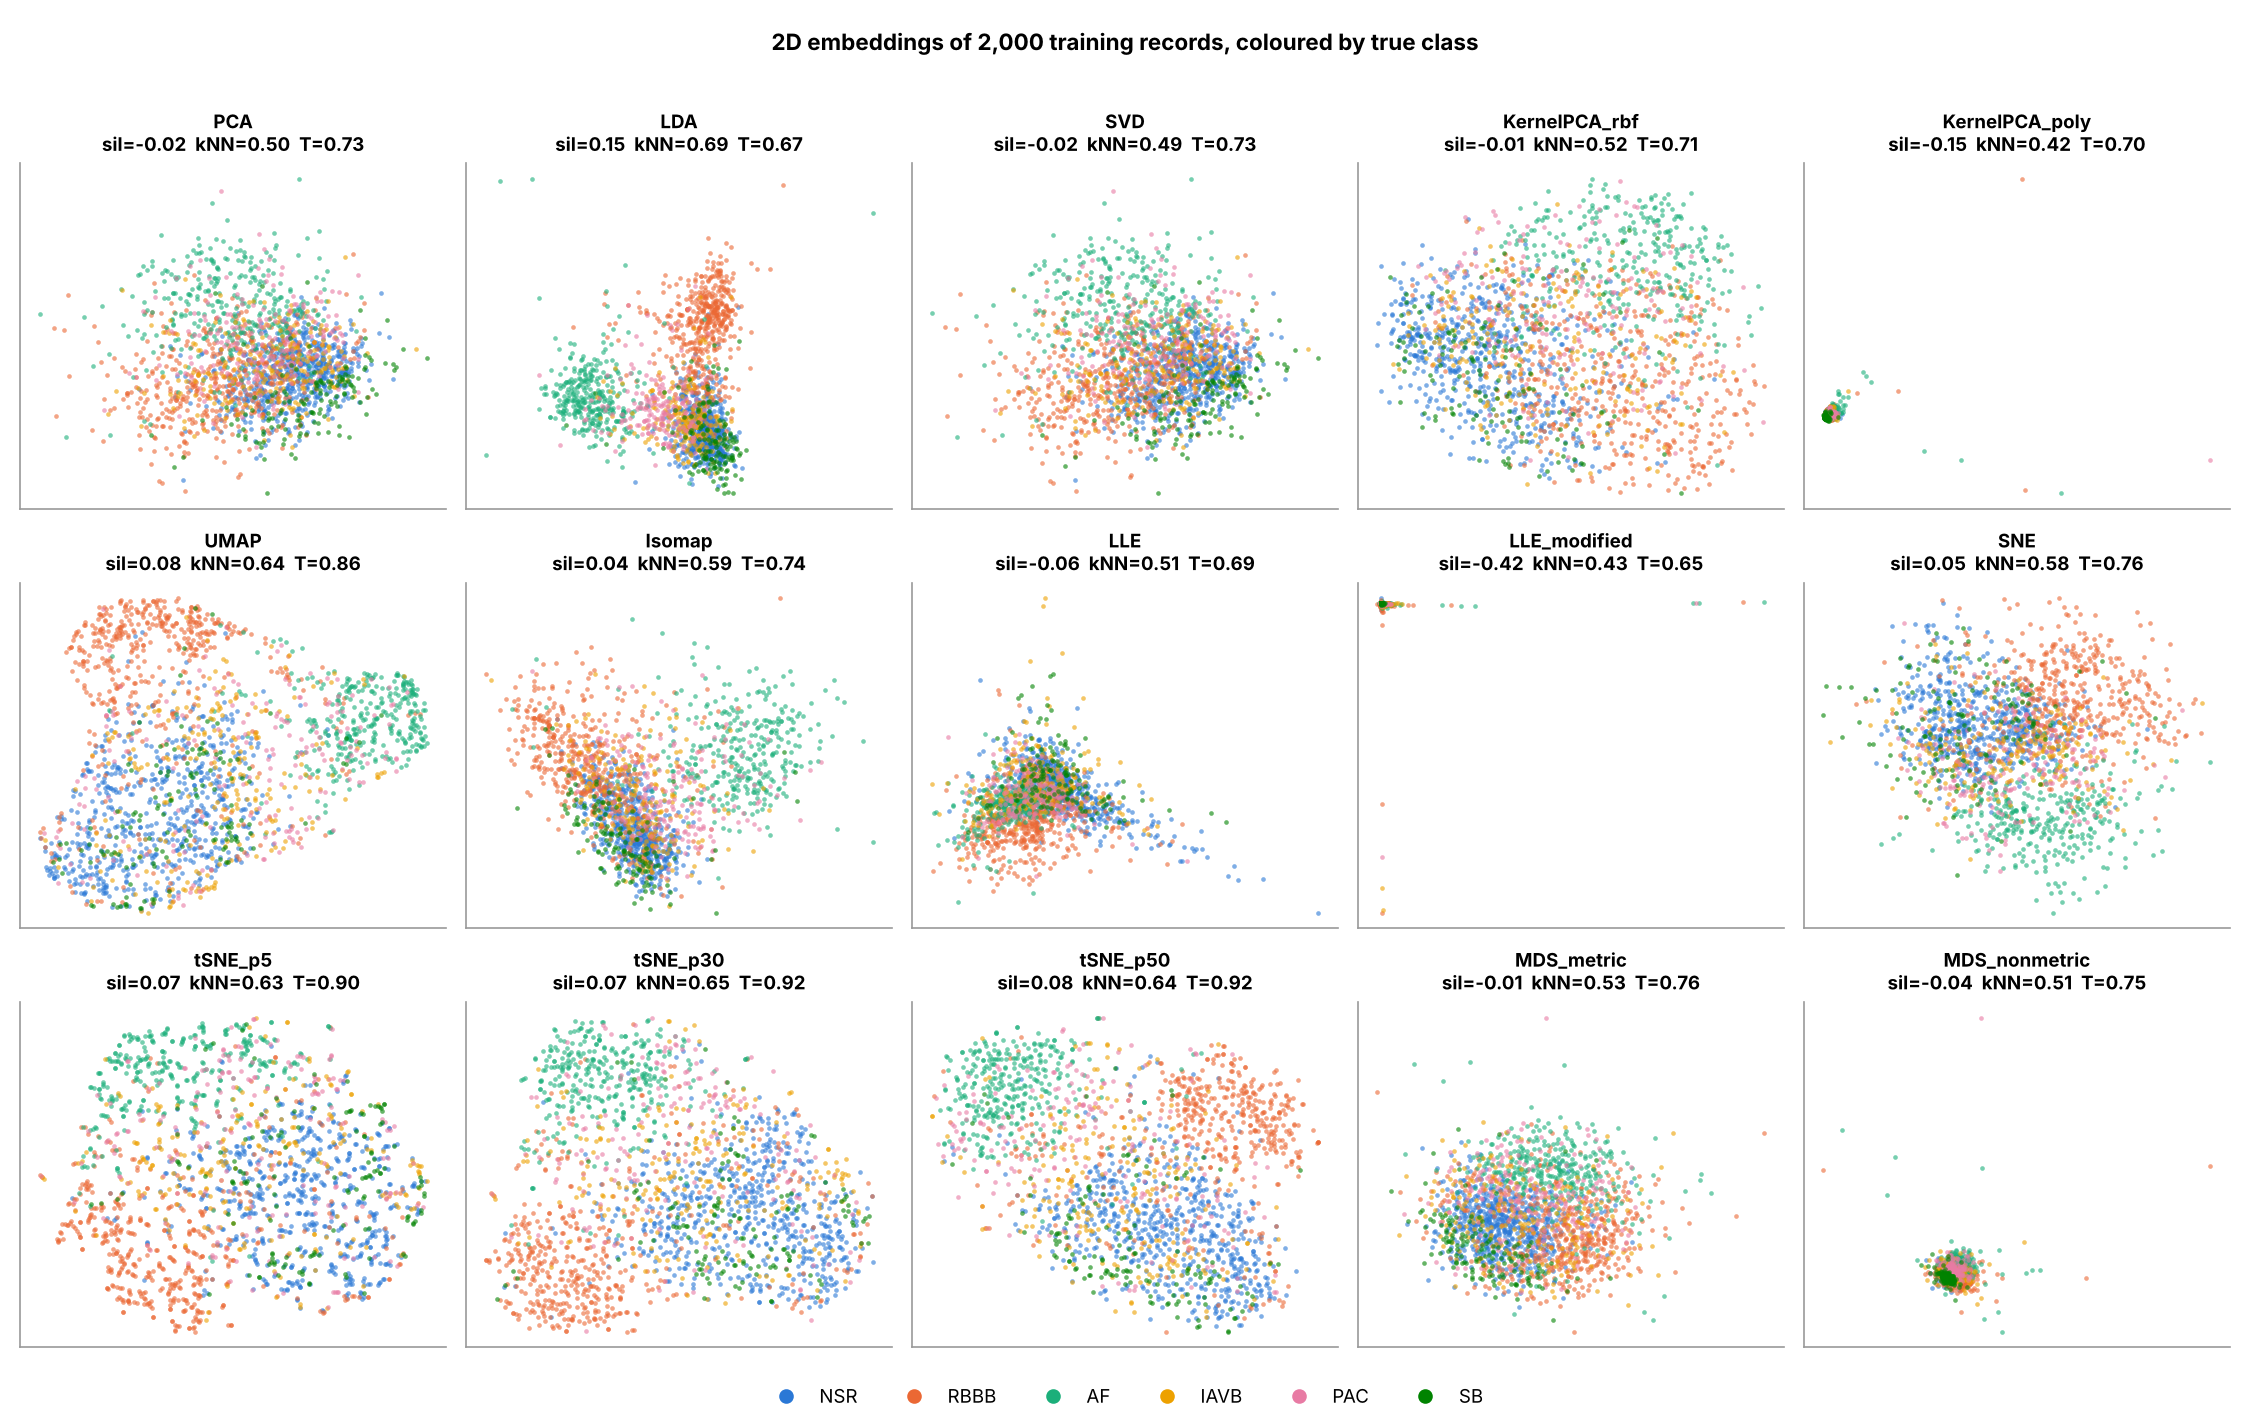 2D embeddings of 2,000 training records, coloured by true class
PCA
sil=-0.02 kNN=0.50 T=0.73
LDA
sil=0.15 kNN=0.69 T=0.67
SVD
sil=-0.02 kNN=0.49 T=0.73
KernelPCA_rbf
sil=-0.01 kNN=0.52 T=0.71
KernelPCA_poly
sil=-0.15 kNN=0.42 T=0.70
UMAP
sil=0.08 kNN=0.64 T=0.86
Isomap
sil=0.04 kNN=0.59 T=0.74
LLE
sil=-0.06 kNN=0.51 T=0.69
LLE_modified
sil=-0.42 kNN=0.43 T=0.65
SNE
sil=0.05 kNN=0.58 T=0.76
tSNE_p5
sil=0.07 kNN=0.63 T=0.90
tSNE_p30
sil=0.07 kNN=0.65 T=0.92
tSNE_p50
sil=0.08 kNN=0.64 T=0.92
MDS_metric
sil=-0.01 kNN=0.53 T=0.76
MDS_nonmetric
sil=-0.04 kNN=0.51 T=0.75
NSR RBBB AF IAVB PAC SB